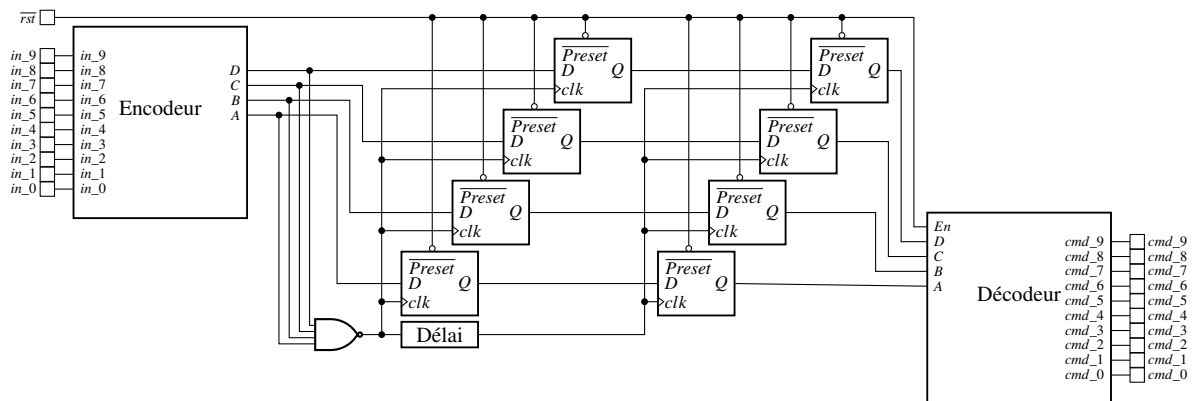 rst
in_9 in_9
in_8 in_8
in_7 in_7
in_6 in_6
in_5 in_5
in_4 in_4
in_3 in_3
in_2 in_2
in_1 in_1
in_0 in_0
Encodeur
D
C
B
A
Preset
D Q
clk
Preset
D Q
clk
Preset
D Q
clk
Preset
D Q
clk
Preset
D Q
clk
Preset
D Q
clk
Preset
D Q
clk
Preset
D Q
clk
Délai
En
D
C
B
A
Décodeur
cmd_9 cmd_9
cmd_8 cmd_8
cmd_7 cmd_7
cmd_6 cmd_6
cmd_5 cmd_5
cmd_4 cmd_4
cmd_3 cmd_3
cmd_2 cmd_2
cmd_1 cmd_1
cmd_0 cmd_0